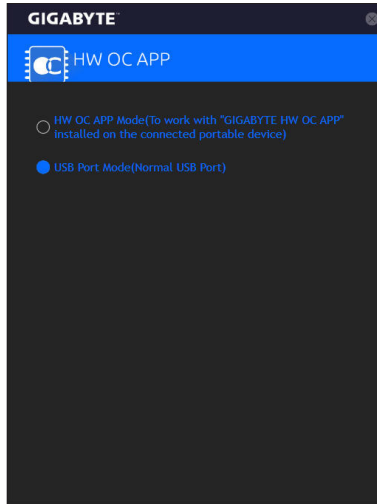 GIGABYTE™
HW OC APP
HW OC APP Mode(To work with "GIGABYTE HW OC APP"
Installed on the connected portable device)
USB Port Mode(Normal USB Port)